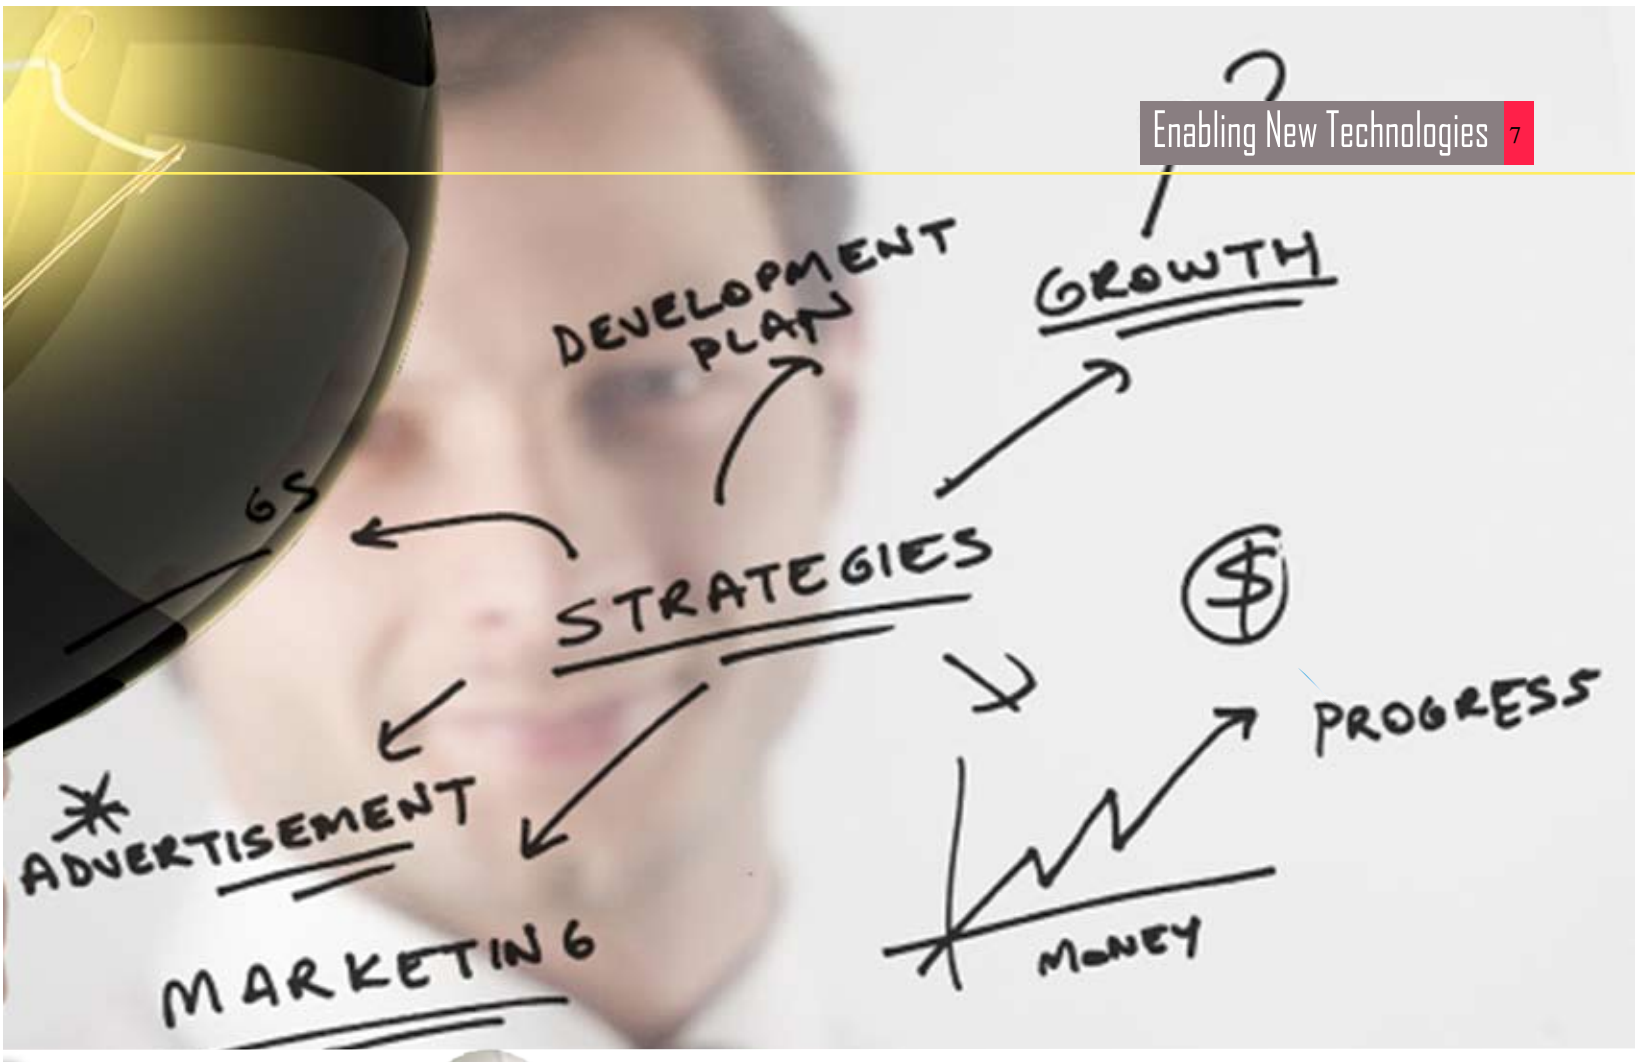 Enabling New Technologies 7
DEVELOPMENT
PLAN
GROWTH
GS
STRATEGIES
$
PROGRESS
ADVERTISEMENT
MARKETING
MONEY